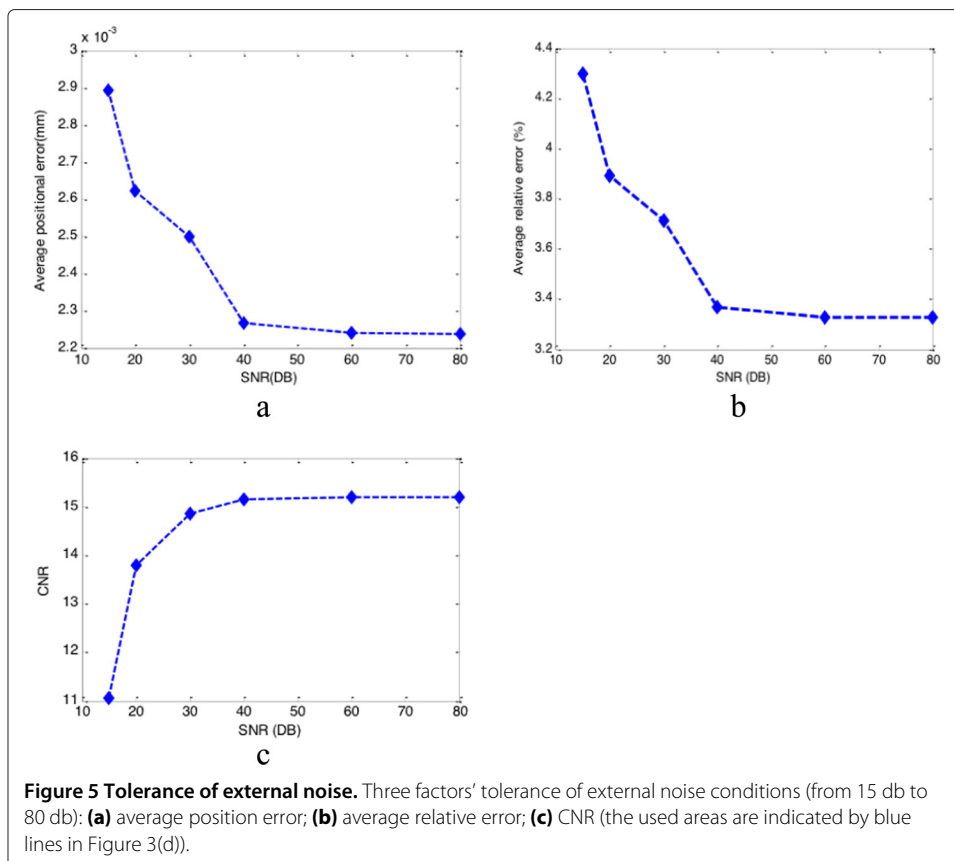 x 10⁻³
3
2.9
2.8
2.7
2.6
2.5
2.4
2.3
2.2
Average positional error(mm)
10 20 30 40 50 60 70 80
SNR(DB)
a
4.4
4.2
4
3.8
3.6
3.4
3.2
Average relative error (%)
10 20 30 40 50 60 70 80
SNR (DB)
b
16
15
14
13
12
11
CNR
10 20 30 40 50 60 70 80
SNR (DB)
c
Figure 5 Tolerance of external noise. Three factors' tolerance of external noise conditions (from 15 db to
80 db): (a) average position error; (b) average relative error; (c) CNR (the used areas are indicated by blue
lines in Figure 3(d)).